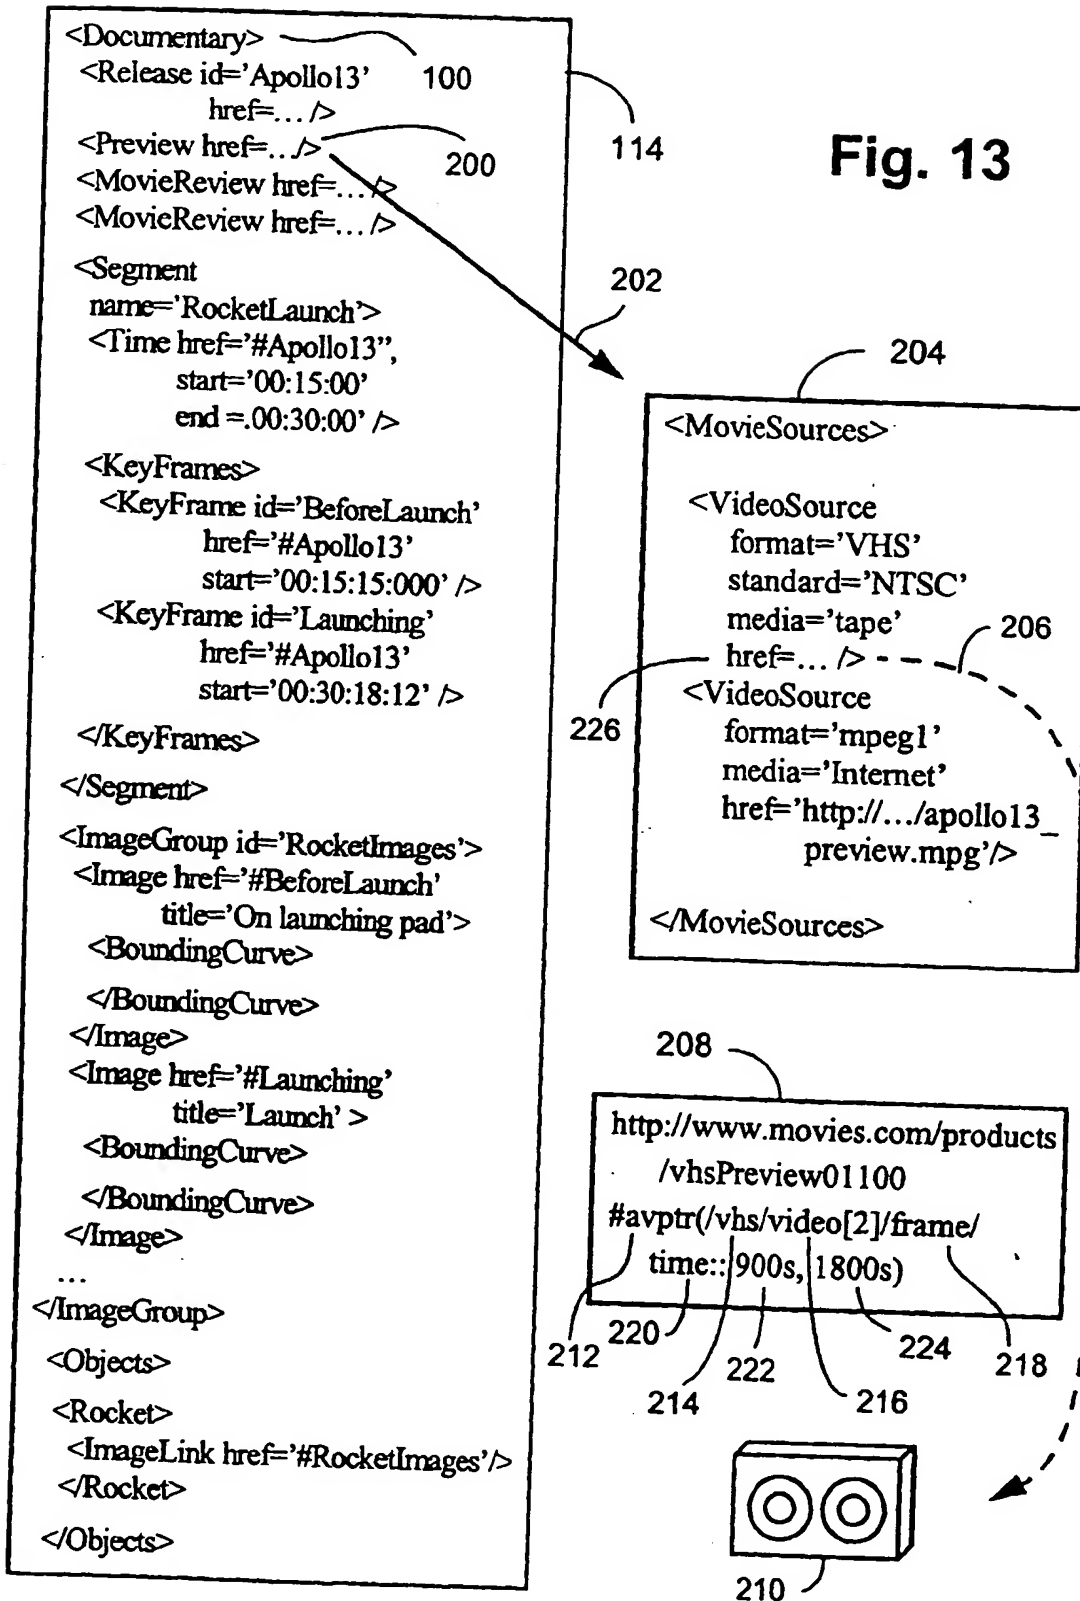 <Documentary>
100
<Release id='Apollo13'
href=... />
<Preview href=... />
200
114
Fig. 13
<MovieReview href=... />
<MovieReview href=... />
<Segment
name='RocketLaunch'>
<Time href='#Apollo13",
start='00:15:00'
end =.00:30:00' />
<KeyFrames>
<KeyFrame id='BeforeLaunch'
href='#Apollo13'
start='00:15:15:000' />
<KeyFrame id='Launching'
href='#Apollo13'
start='00:30:18:12' />
</KeyFrames>
</Segment>
<ImageGroup id='RocketImages'>
<Image href='#BeforeLaunch'
title='On launching pad'>
<BoundingCurve>
</BoundingCurve>
</Image>
<Image href='#Launching'
title='Launch' >
<BoundingCurve>
</BoundingCurve>
</Image>
...
</ImageGroup>
<Objects>
<Rocket>
<ImageLink href='#RocketImages'/>
</Rocket>
</Objects>
202
204
<MovieSources>
<VideoSource
format='VHS'
standard='NTSC'
media='tape'
206
href=... />
226
<VideoSource
format='mpeg1'
media='Internet'
href='http://.../apollo13_
preview.mpg'/>
</MovieSources>
208
http://www.movies.com/products
/vhsPreview01100
#avptr(/vhs/video[2]/frame/
time:: 900s, 1800s)
212
220
214
222
216
224
218
210